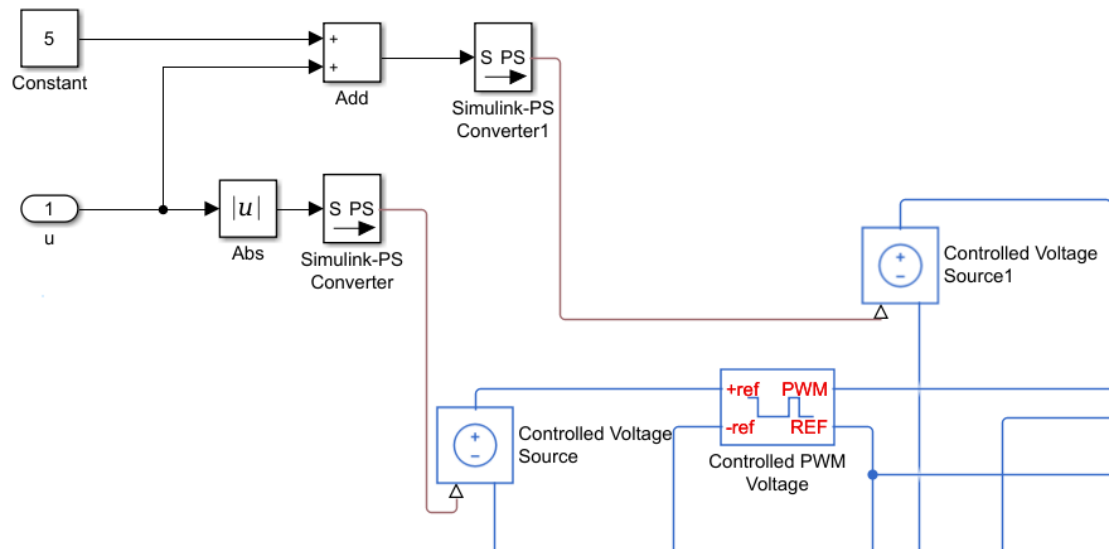 5
Constant
+
+
Add
S PS
Simulink-PS
Converter1
1
u
|u|
Abs
S PS
Simulink-PS
Converter
+
−
Controlled Voltage
Source1
+
−
Controlled Voltage
Source
+ref PWM
-ref REF
Controlled PWM
Voltage